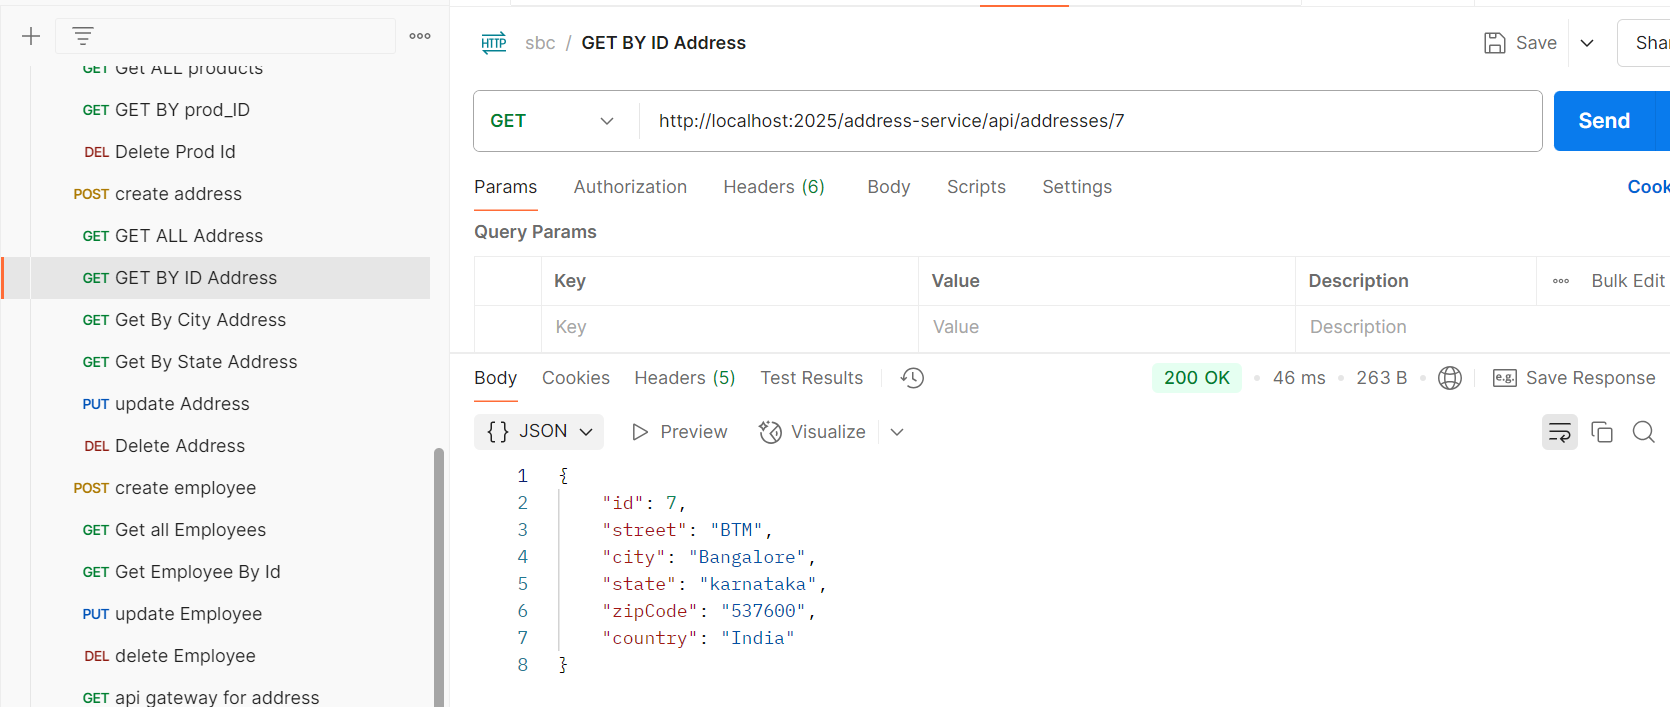 GET Get ALL products
GET GET BY prod_ID
DEL Delete Prod Id
POST create address
GET GET ALL Address
GET GET BY ID Address
GET Get By City Address
GET Get By State Address
PUT update Address
DEL Delete Address
POST create employee
GET Get all Employees
GET Get Employee By Id
PUT update Employee
DEL delete Employee
GET api gateway for address
HTTP sbc / GET BY ID Address
Save
GET http://localhost:2025/address-service/api/addresses/7
Send
Params Authorization Headers (6) Body Scripts Settings
Query Params
Key Value Description Bulk Edit
Key Value Description
Body Cookies Headers (5) Test Results
200 OK • 46 ms • 263 B • e.g. Save Response
{} JSON Preview Visualize
1 {
2 "id": 7,
3 "street": "BTM",
4 "city": "Bangalore",
5 "state": "karnataka",
6 "zipCode": "537600",
7 "country": "India"
8 }